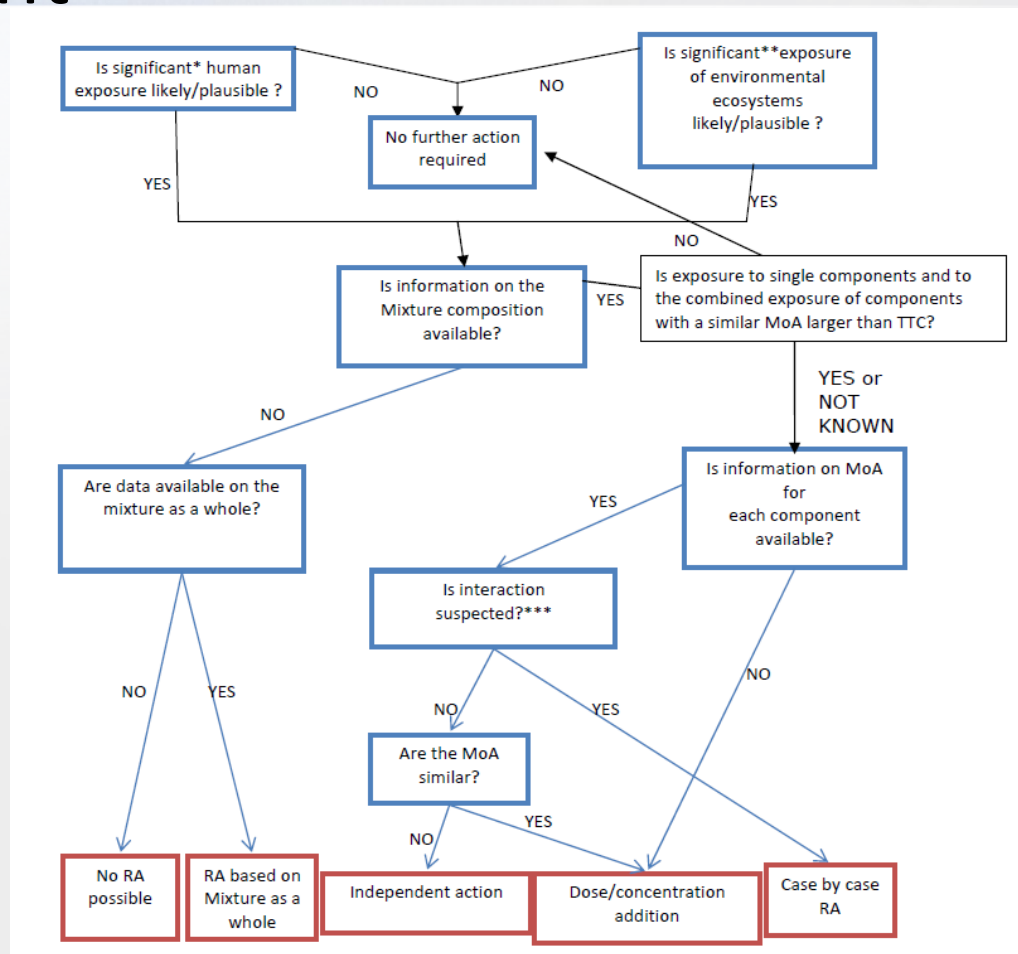 Is significant* human
exposure likely/plausible ?
Is significant**exposure
of environmental
ecosystems
likely/plausible ?
NO
NO
No further action
required
YES
YES
NO
Is information on the
Mixture composition
available?
YES
Is exposure to single components and to
the combined exposure of components
with a similar MoA larger than TTC?
YES or
NOT
KNOWN
NO
Are data available on the
mixture as a whole?
Is information on MoA
for
each component
available?
YES
Is interaction
suspected?***
NO
NO
YES
NO
YES
Are the MoA
similar?
NO
YES
No RA
possible
RA based on
Mixture as a
whole
Independent action
Dose/concentration
addition
Case by case
RA